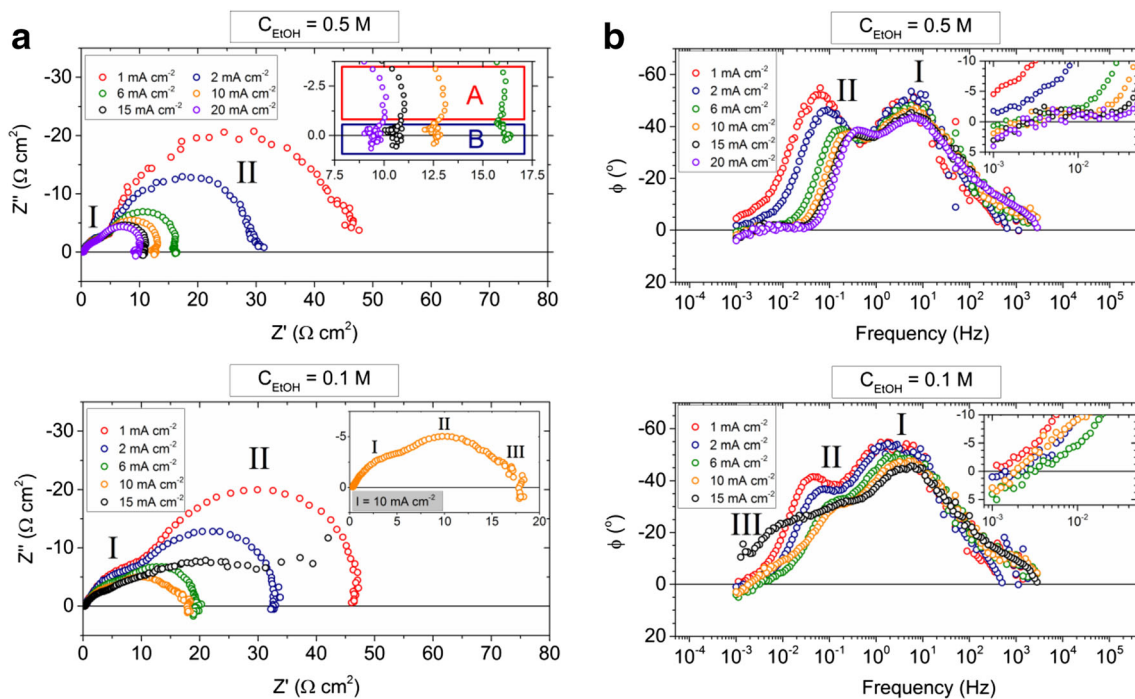 a
C_EtOH = 0.5 M
1 mA cm⁻² 2 mA cm⁻²
6 mA cm⁻² 10 mA cm⁻²
15 mA cm⁻² 20 mA cm⁻²
-30
-20
-10
0
Z'' (Ω cm²)
I
II
-2.5
0.0
A
B
7.5 10.0 12.5 15.0 17.5
0 10 20 30 40 50 60 70 80
Z' (Ω cm²)
b
C_EtOH = 0.5 M
1 mA cm⁻²
2 mA cm⁻²
6 mA cm⁻²
10 mA cm⁻²
15 mA cm⁻²
20 mA cm⁻²
-60
-40
-20
0
20
ϕ (°)
II
I
-10
-5
0
5
10⁻³ 10⁻²
10⁻⁴ 10⁻³ 10⁻² 10⁻¹ 10⁰ 10¹ 10² 10³ 10⁴ 10⁵
Frequency (Hz)
C_EtOH = 0.1 M
1 mA cm⁻²
2 mA cm⁻²
6 mA cm⁻²
10 mA cm⁻²
15 mA cm⁻²
-30
-20
-10
0
Z'' (Ω cm²)
I
II
-5
0
I
II
III
I = 10 mA cm⁻²
0 5 10 15 20
0 10 20 30 40 50 60 70 80
Z' (Ω cm²)
C_EtOH = 0.1 M
1 mA cm⁻²
2 mA cm⁻²
6 mA cm⁻²
10 mA cm⁻²
15 mA cm⁻²
-60
-40
-20
0
20
ϕ (°)
III
II
I
-10
-5
0
5
10⁻³ 10⁻²
10⁻⁴ 10⁻³ 10⁻² 10⁻¹ 10⁰ 10¹ 10² 10³ 10⁴ 10⁵
Frequency (Hz)